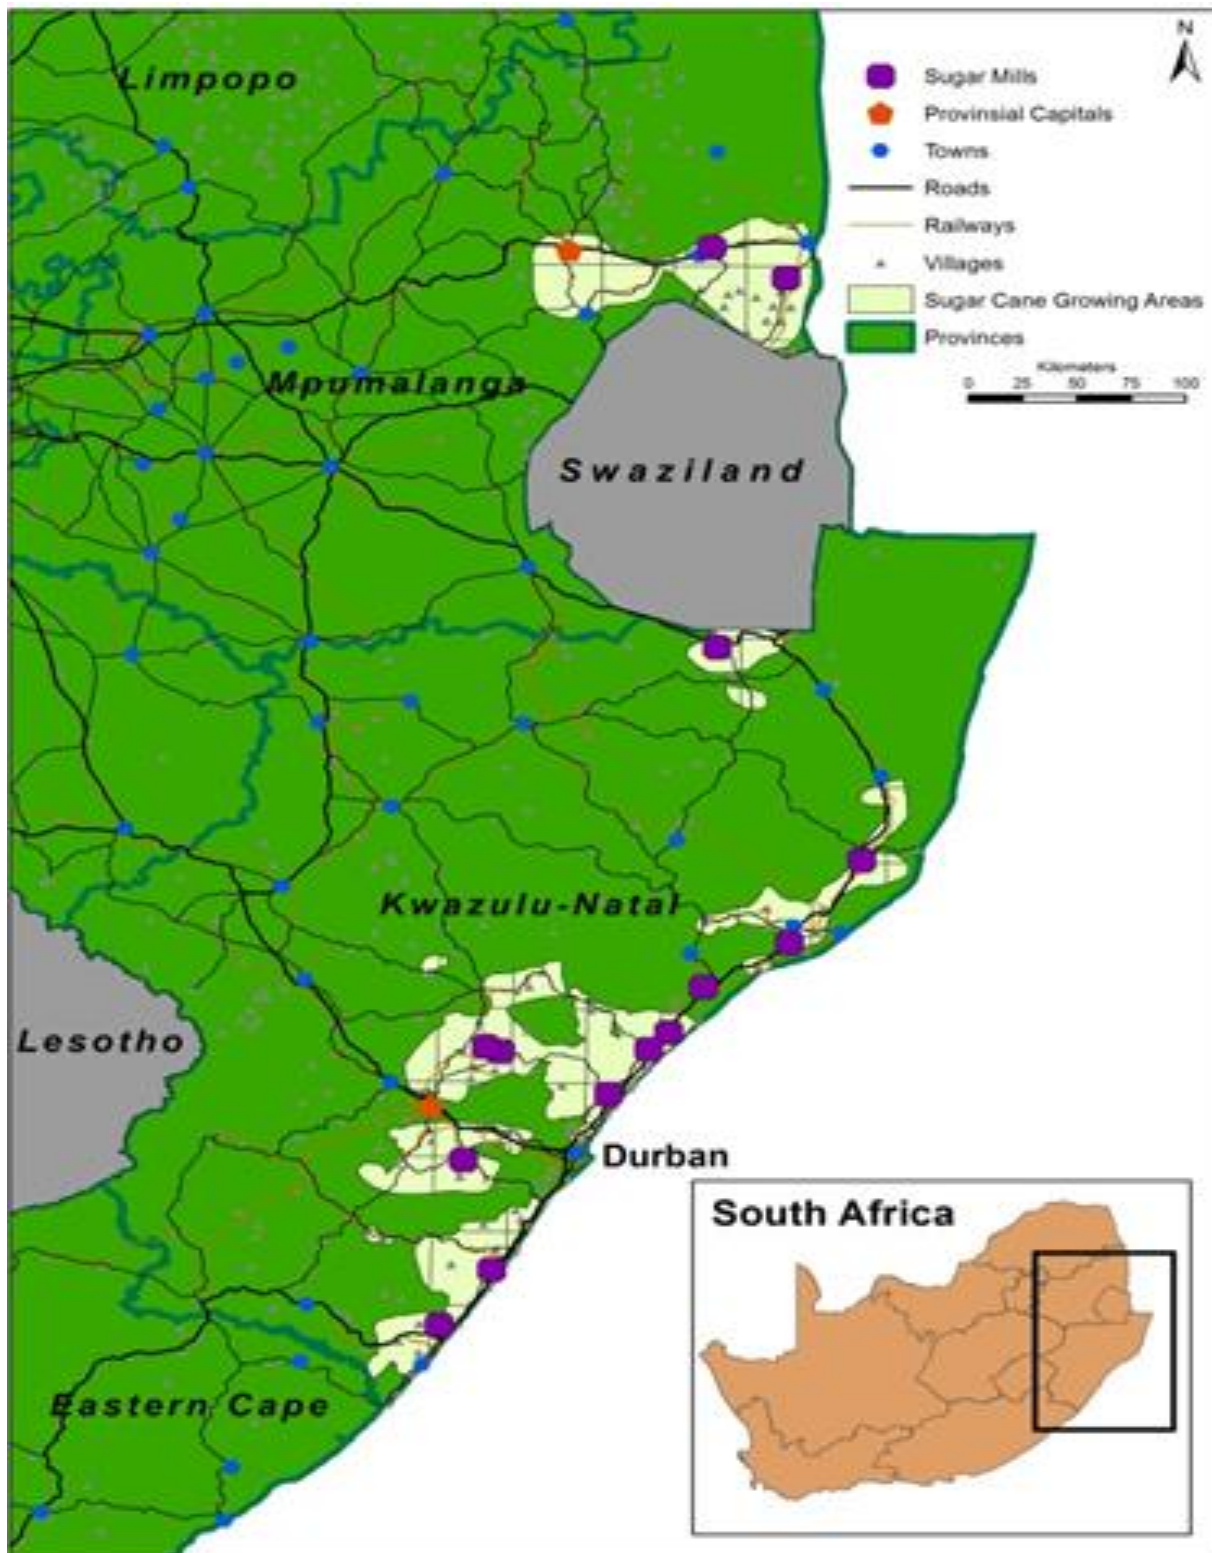 Limpopo
N
Sugar Mills
Provinsial Capitals
Towns
Roads
Railways
Villages
Sugar Cane Growing Areas
Provinces
Kilometers
0 25 50 75 100
Mpumalanga
Swaziland
Kwazulu-Natal
Lesotho
Durban
South Africa
Eastern Cape